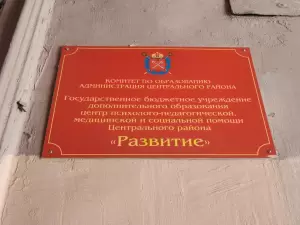 КОМИТЕТ ПО ОБРАЗОВАНИЮ
АДМИНИСТРАЦИИ ЦЕНТРАЛЬНОГО РАЙОНА
Государственное бюджетное учреждение
дополнительного образования
центр психолого-педагогической,
медицинской и социальной помощи
Центрального района
«Развитие»